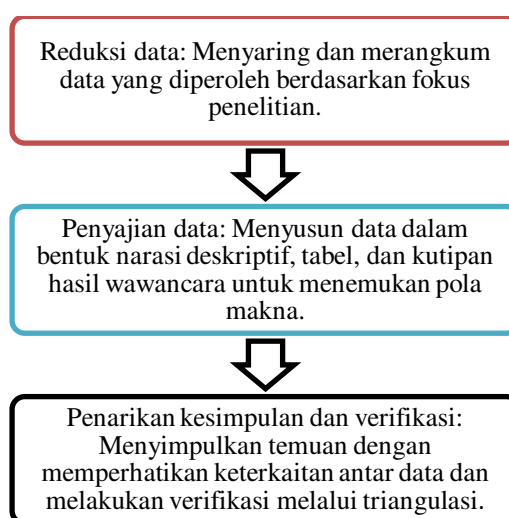 Reduksi data: Menyaring dan merangkum
data yang diperoleh berdasarkan fokus
penelitian.
Penyajian data: Menyusun data dalam
bentuk narasi deskriptif, tabel, dan kutipan
hasil wawancara untuk menemukan pola
makna.
Penarikan kesimpulan dan verifikasi:
Menyimpulkan temuan dengan
memperhatikan keterkaitan antar data dan
melakukan verifikasi melalui triangulasi.